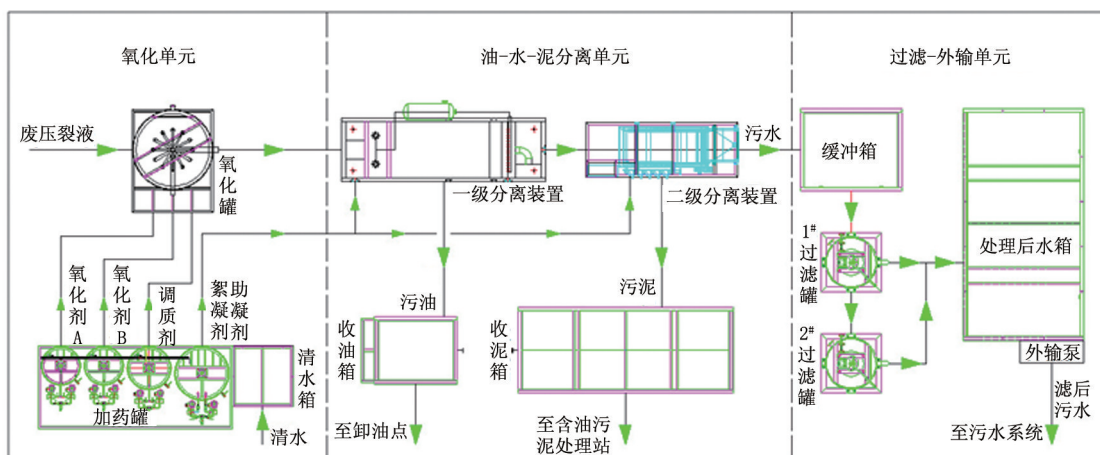 氧化单元
油-水-泥分离单元
过滤-外输单元
废压裂液
氧化罐
一级分离装置
二级分离装置
污水
缓冲箱
处理后水箱
1#过滤罐
2#过滤罐
外输泵
滤后
污水
至污水系统
氧化剂A
氧化剂B
调质剂
絮凝剂
助凝剂
加药罐
清水箱
清水
污油
收油箱
至卸油点
污泥
收泥箱
至含油污
泥处理站